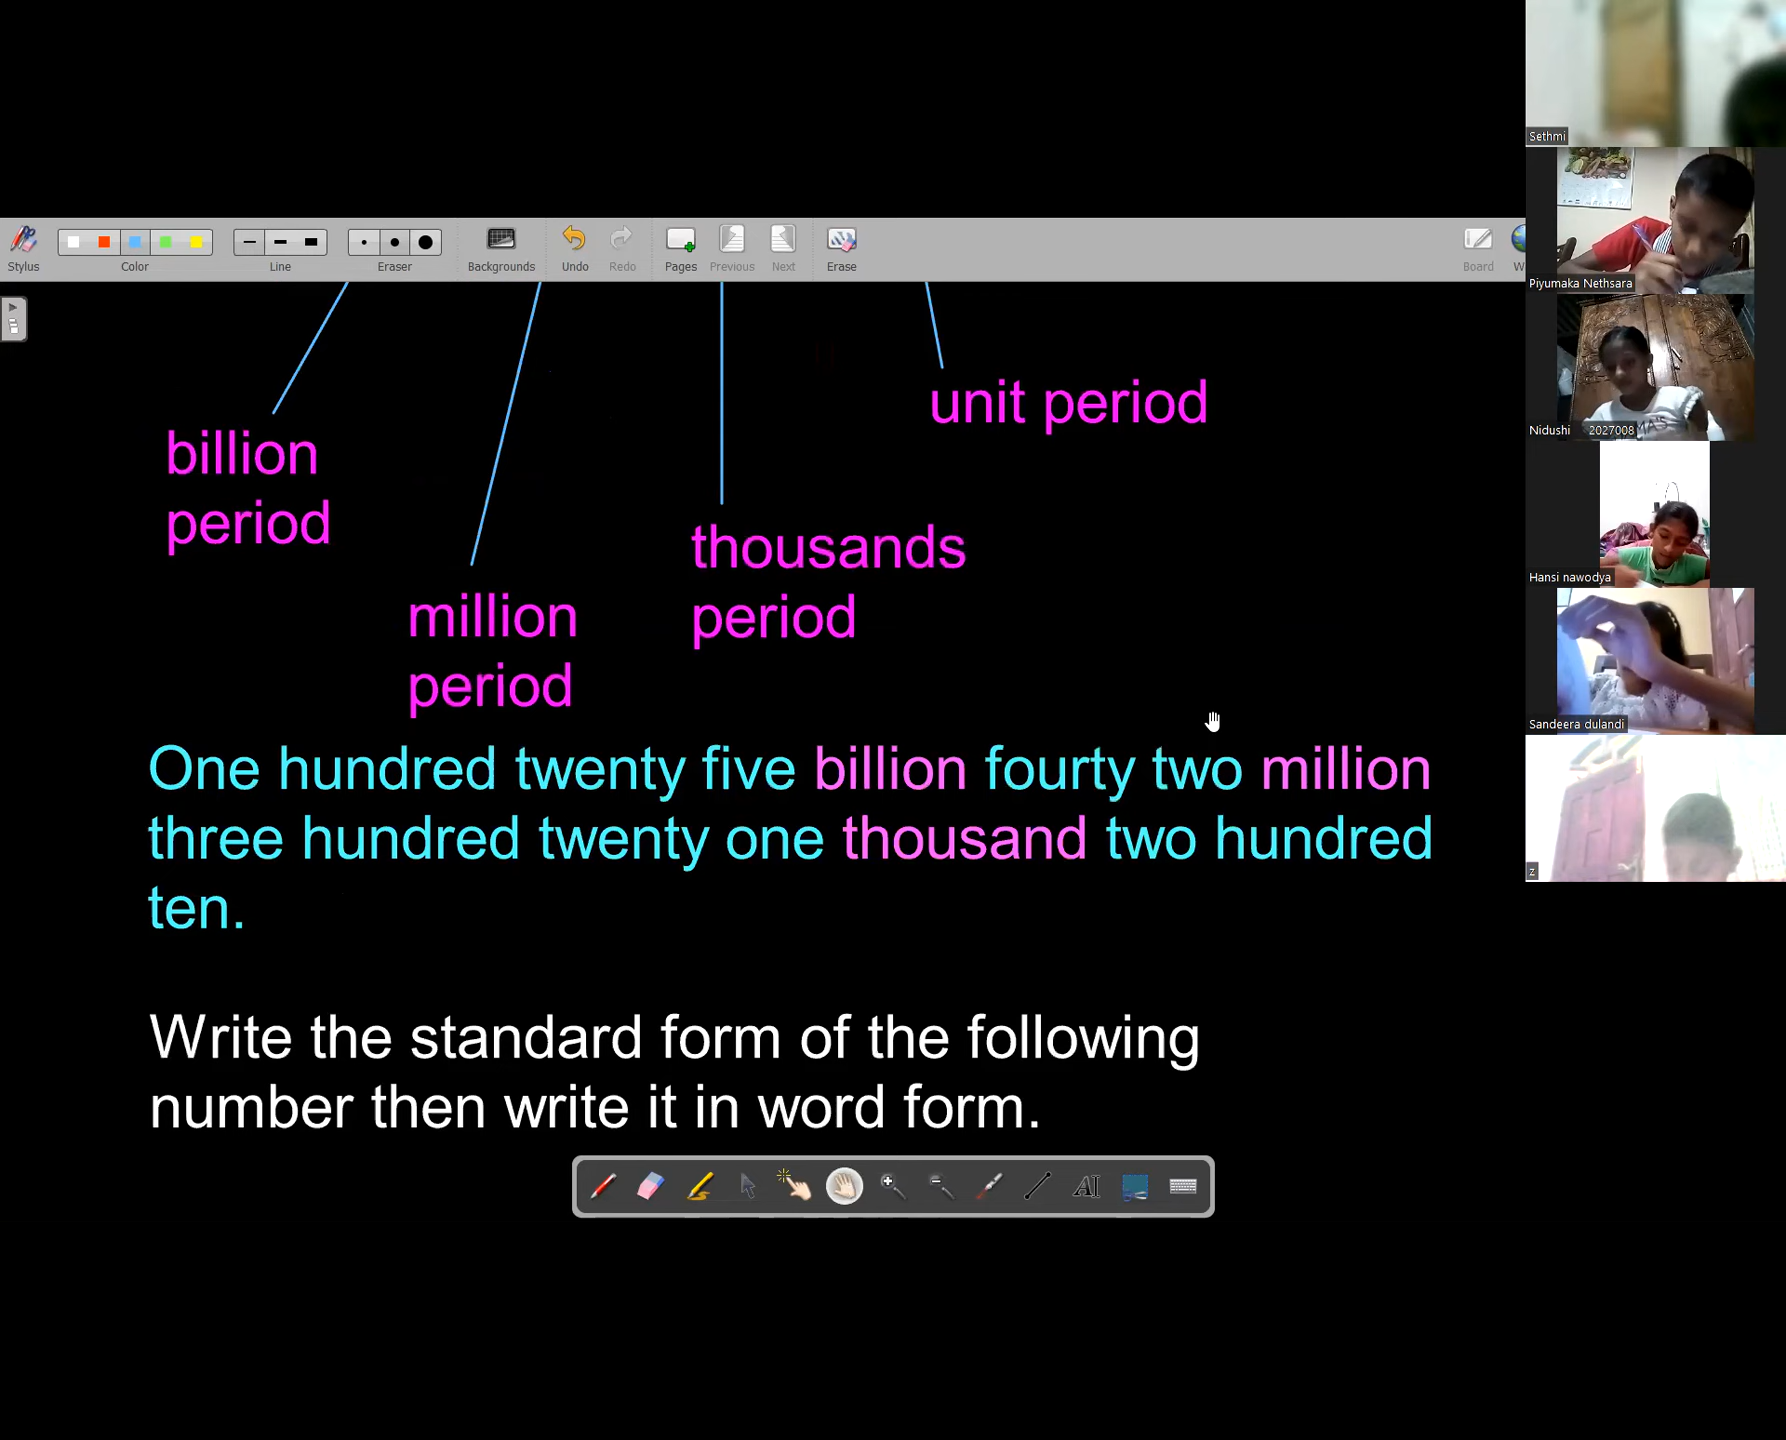 Stylus
Color
Line
Eraser
Backgrounds
Undo
Redo
Pages
Previous
Next
Erase
Board
unit period
billion
period
thousands
period
million
period
One hundred twenty five billion fourty two million
three hundred twenty one thousand two hundred
ten.
Write the standard form of the following
number then write it in word form.
Sethmi
Piyumaka Nethsara
Nidushi 2027008
Hansi nawodya
Sandeera dulandi
z